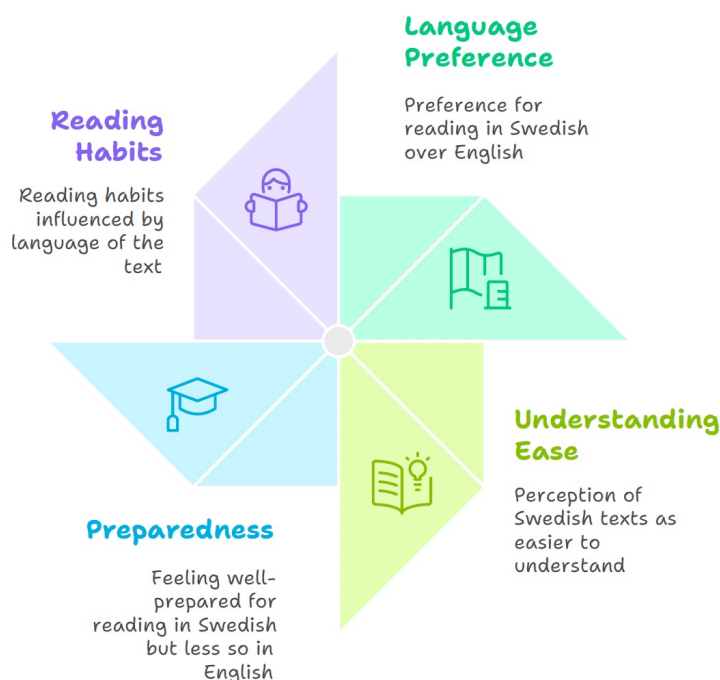 Language
Preference
Preference for
reading in Swedish
over English
Reading
Habits
Reading habits
influenced by
language of the
text
Understanding
Ease
Perception of
Swedish texts as
easier to
understand
Preparedness
Feeling well-
prepared for
reading in Swedish
but less so in
English